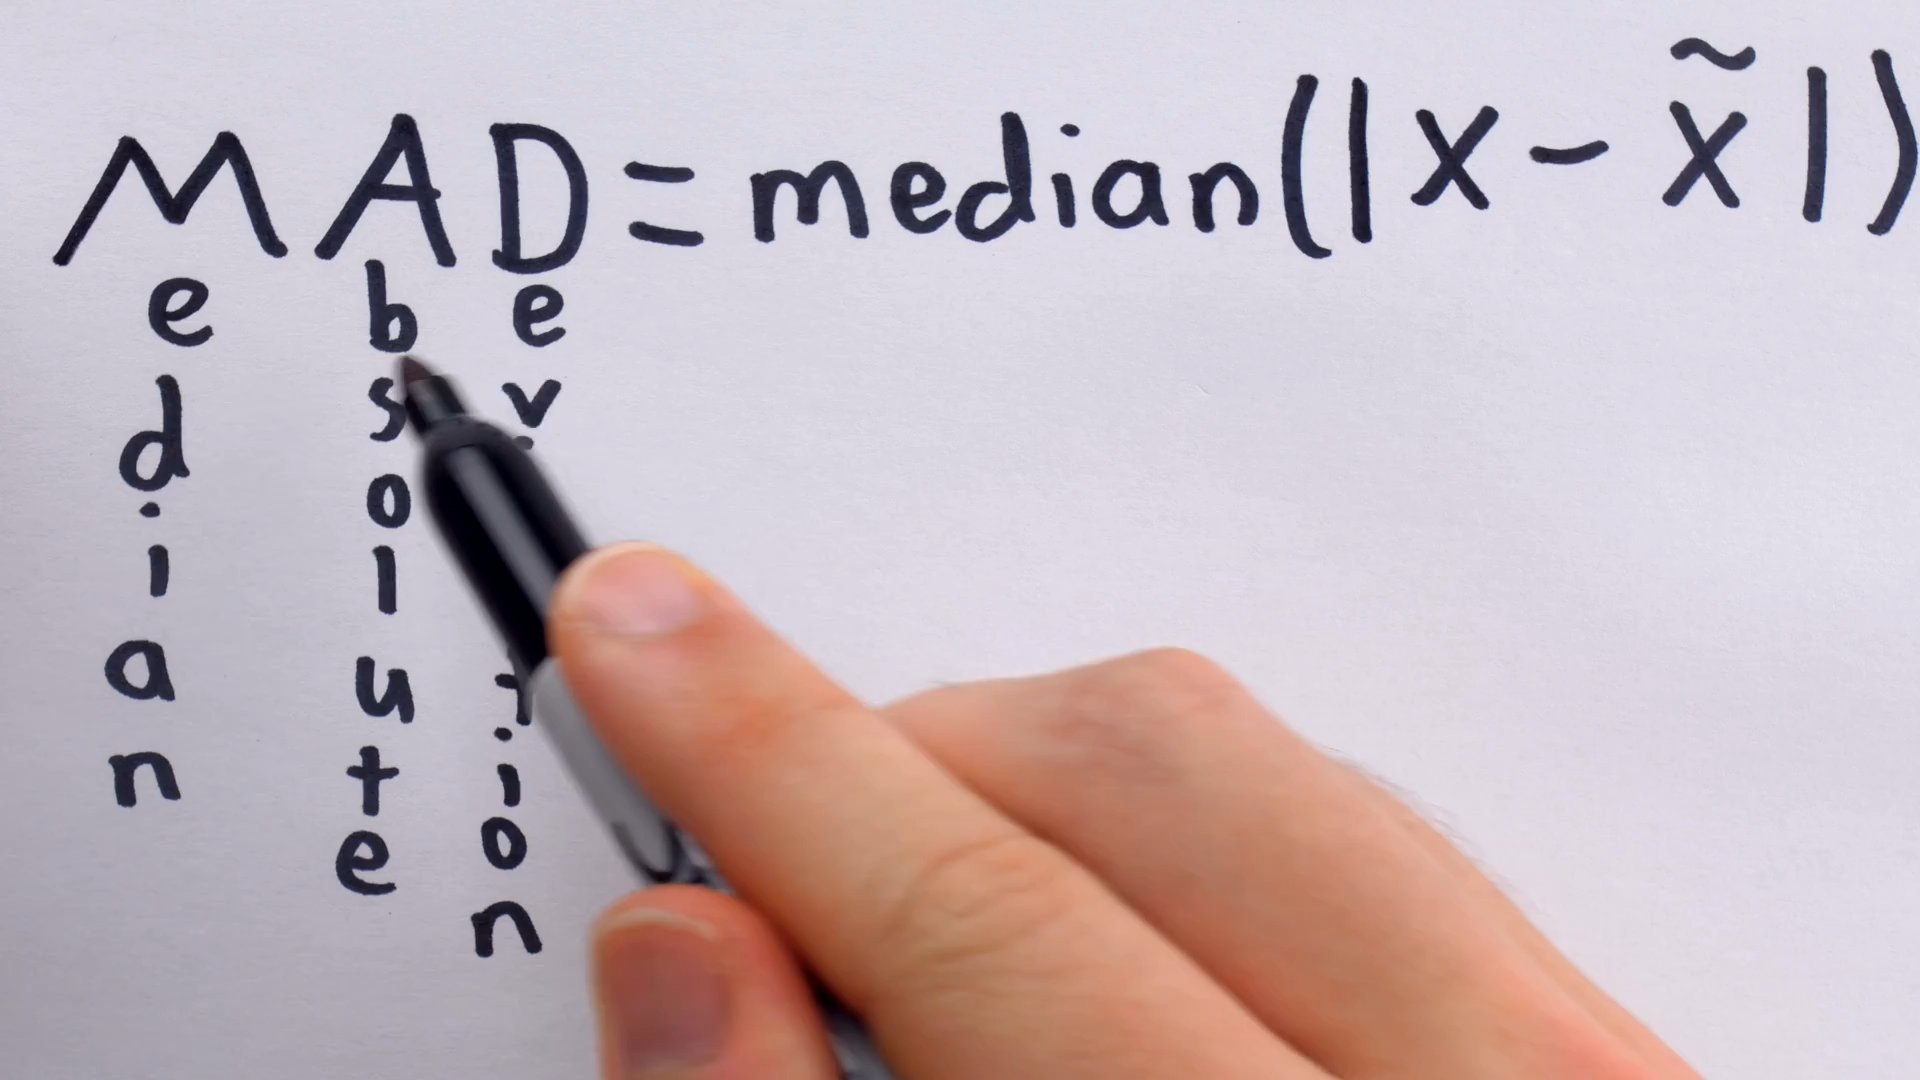 MAD = median(|x - x̃|)
Median
Absolute